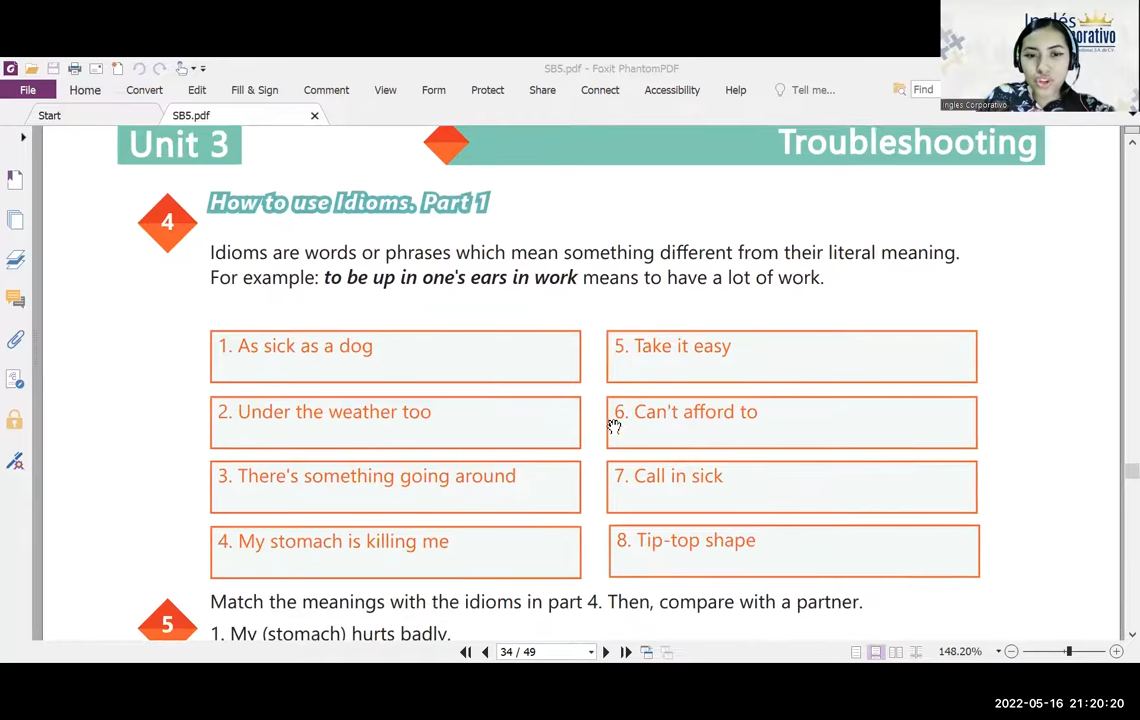 Inglés
orativo
Ingles Corporativo
SB5.pdf - Foxit PhantomPDF
File Home Convert Edit Fill & Sign Comment View Form Protect Share Connect Accessibility Help Tell me... Find
Start SB5.pdf
Unit 3
Troubleshooting
4
How to use Idioms. Part 1
Idioms are words or phrases which mean something different from their literal meaning.
For example: to be up in one's ears in work means to have a lot of work.
1. As sick as a dog
5. Take it easy
2. Under the weather too
6. Can't afford to
3. There's something going around
7. Call in sick
4. My stomach is killing me
8. Tip-top shape
Match the meanings with the idioms in part 4. Then, compare with a partner.
5
1. My (stomach) hurts badly.
34 / 49
148.20%
2022-05-16 21:20:20